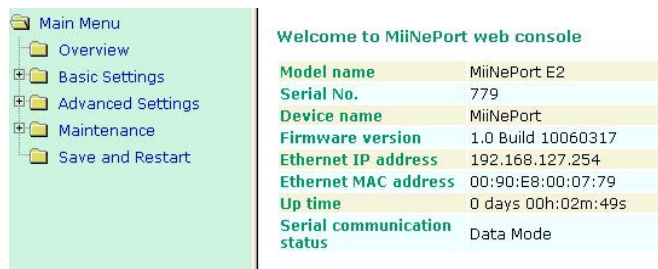 Main Menu
Overview
Basic Settings
Advanced Settings
Maintenance
Save and Restart
Welcome to MiiNePort web console
Model name MiiNePort E2
Serial No. 779
Device name MiiNePort
Firmware version 1.0 Build 10060317
Ethernet IP address 192.168.127.254
Ethernet MAC address 00:90:E8:00:07:79
Up time 0 days 00h:02m:49s
Serial communication
status Data Mode